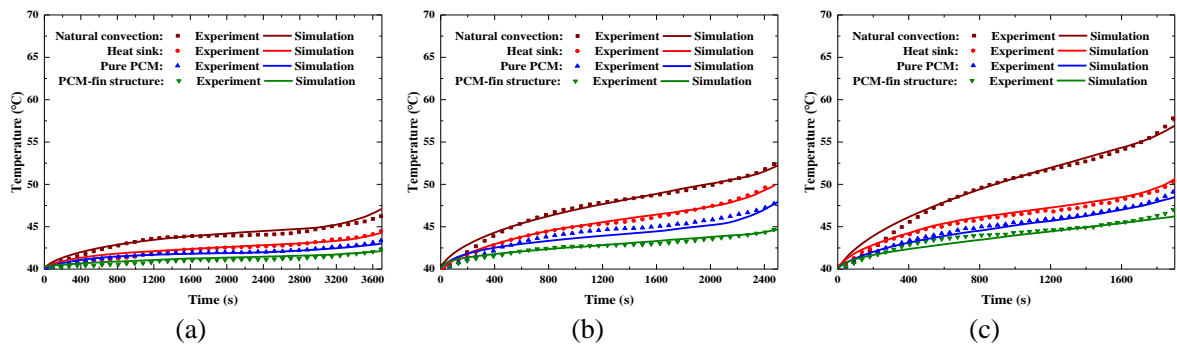 70
65
60
55
50
45
40
Temperature (°C)
Natural convection: Experiment Simulation
Heat sink: Experiment Simulation
Pure PCM: Experiment Simulation
PCM-fin structure: Experiment Simulation
0 400 800 1200 1600 2000 2400 2800 3200 3600
Time (s)
(a)
70
65
60
55
50
45
40
Temperature (°C)
Natural convection: Experiment Simulation
Heat sink: Experiment Simulation
Pure PCM: Experiment Simulation
PCM-fin structure: Experiment Simulation
0 400 800 1200 1600 2000 2400
Time (s)
(b)
70
65
60
55
50
45
40
Temperature (°C)
Natural convection: Experiment Simulation
Heat sink: Experiment Simulation
Pure PCM: Experiment Simulation
PCM-fin structure: Experiment Simulation
0 400 800 1200 1600
Time (s)
(c)